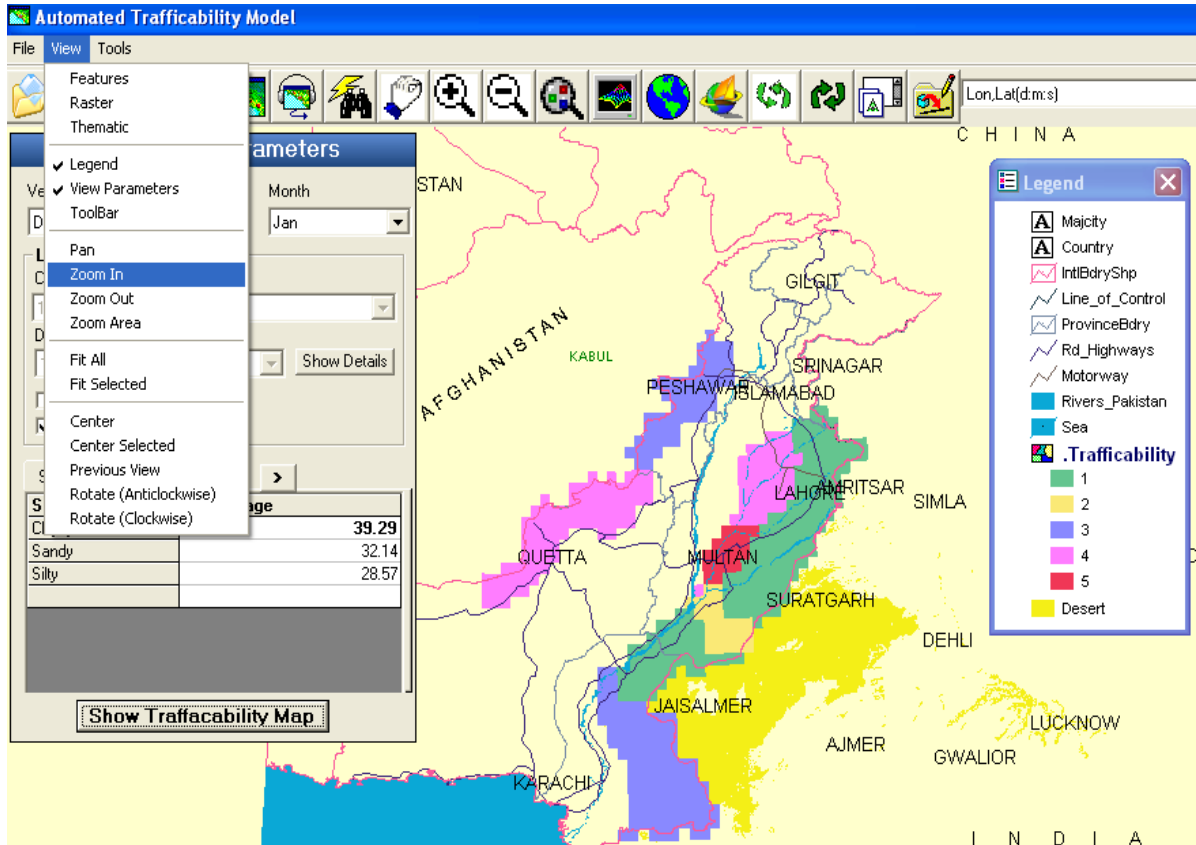 Automated Trafficability Model
File View Tools
Features
Raster
Thematic
Legend
View Parameters
ToolBar
Pan
Zoom In
Zoom Out
Zoom Area
Fit All
Fit Selected
Center
Center Selected
Previous View
Rotate (Anticlockwise)
Rotate (Clockwise)
Lon,Lat(d:m:s)
ameters
Month
Jan
Show Details
>
age
39.29
Sandy 32.14
Silty 28.57
Show Traffacability Map
CHINA
STAN
GILGIT
AFGHANISTAN
KABUL
SRINAGAR
PESHAWAR
ISLAMABAD
LAHORE
AMRITSAR
SIMLA
QUETTA
MULTAN
SURATGARH
DEHLI
JAISALMER
LUCKNOW
AJMER
GWALIOR
KARACHI
INDIA
Legend
A Majcity
A Country
IntlBdryShp
Line_of_Control
ProvinceBdry
Rd_Highways
Motorway
Rivers_Pakistan
Sea
.Trafficability
1
2
3
4
5
Desert